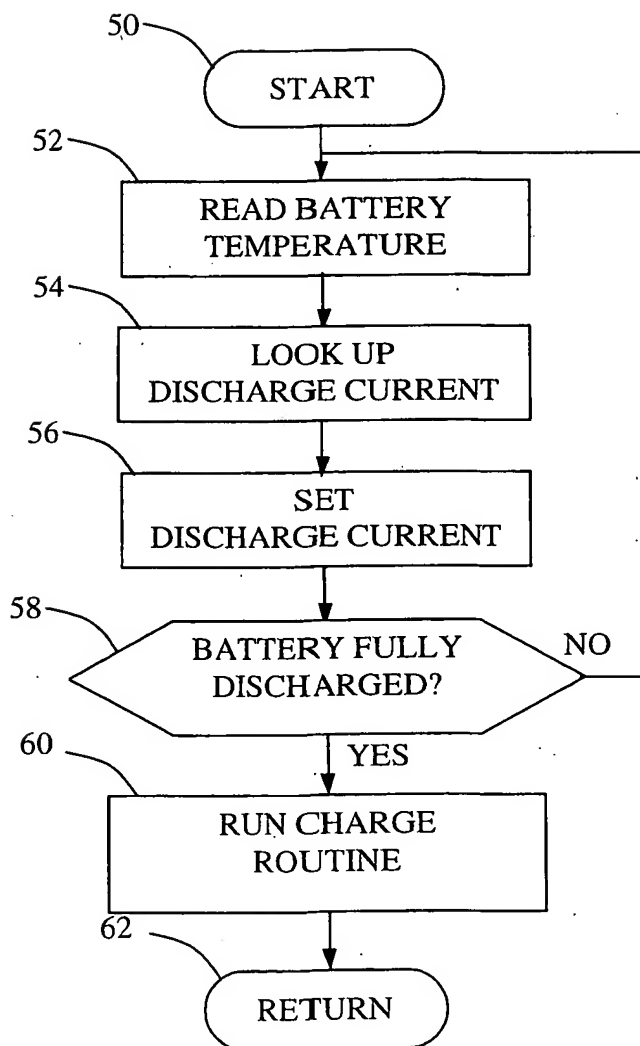 50
START
52
READ BATTERY
TEMPERATURE
54
LOOK UP
DISCHARGE CURRENT
56
SET
DISCHARGE CURRENT
58
BATTERY FULLY
DISCHARGED?
NO
YES
60
RUN CHARGE
ROUTINE
62
RETURN